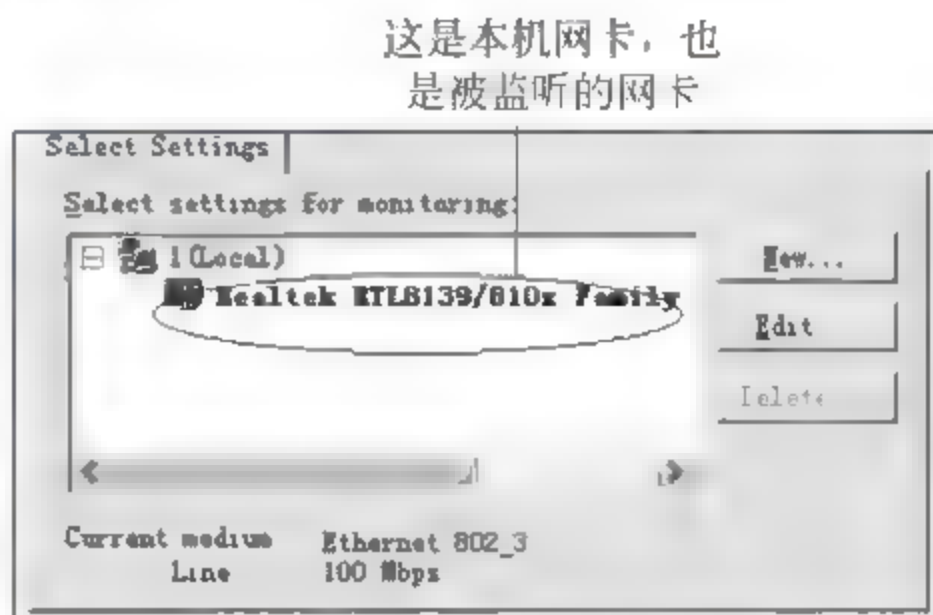 这是本机网卡，也
是被监听的网卡
Select Settings
Select settings for monitoring:
1(Local)
Realtek RTL8139/810x Family
New...
Edit
Delete
Current medium Ethernet 802_3
Line 100 Mbps